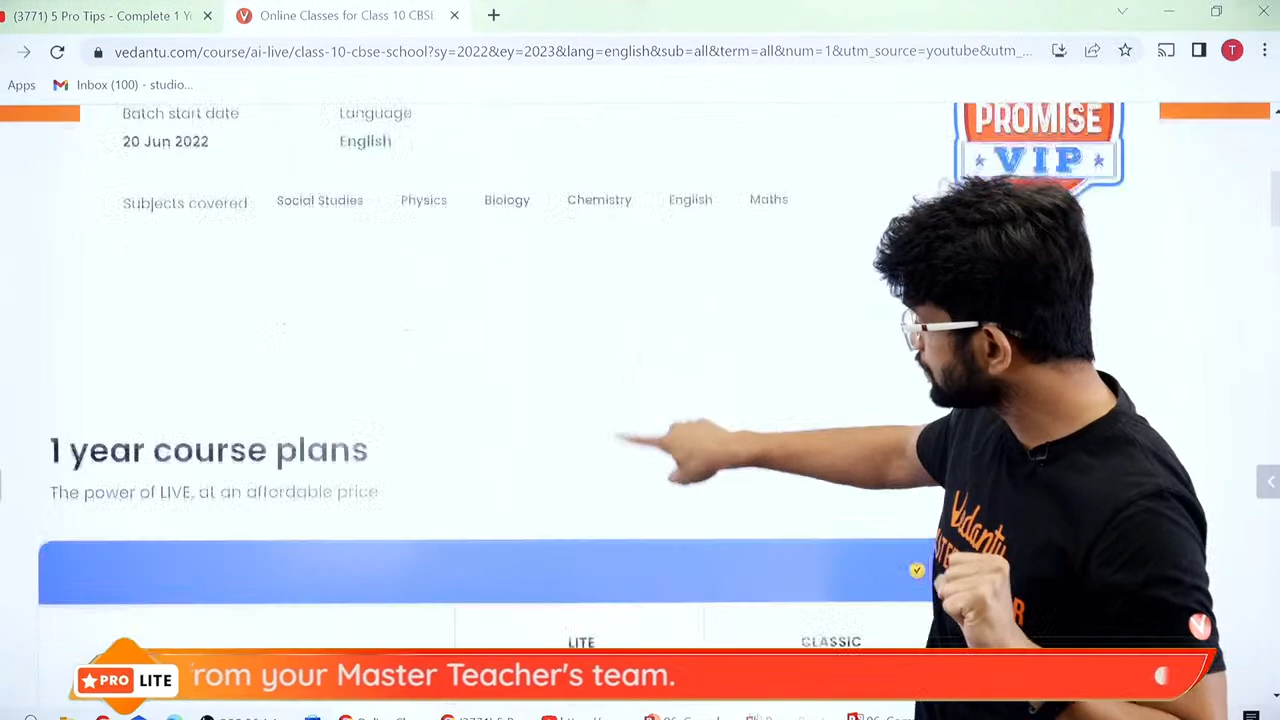 (3771) 5 Pro Tips - Complete 1 Y
Online Classes for Class 10 CBSE
vedantu.com/course/ai-live/class-10-cbse-school?sy=2022&ey=2023&lang=english&sub=all&term=all&num=1&utm_source=youtube&utm_...
T
Apps
Inbox (100) - studio...
Batch start date
Language
20 Jun 2022
English
PROMISE
VIP
Subjects covered
Social Studies
Physics
Biology
Chemistry
English
Maths
1 year course plans
The power of LIVE, at an affordable price
Vedantu
LITE
CLASSIC
PRO LITE
rom your Master Teacher's team.